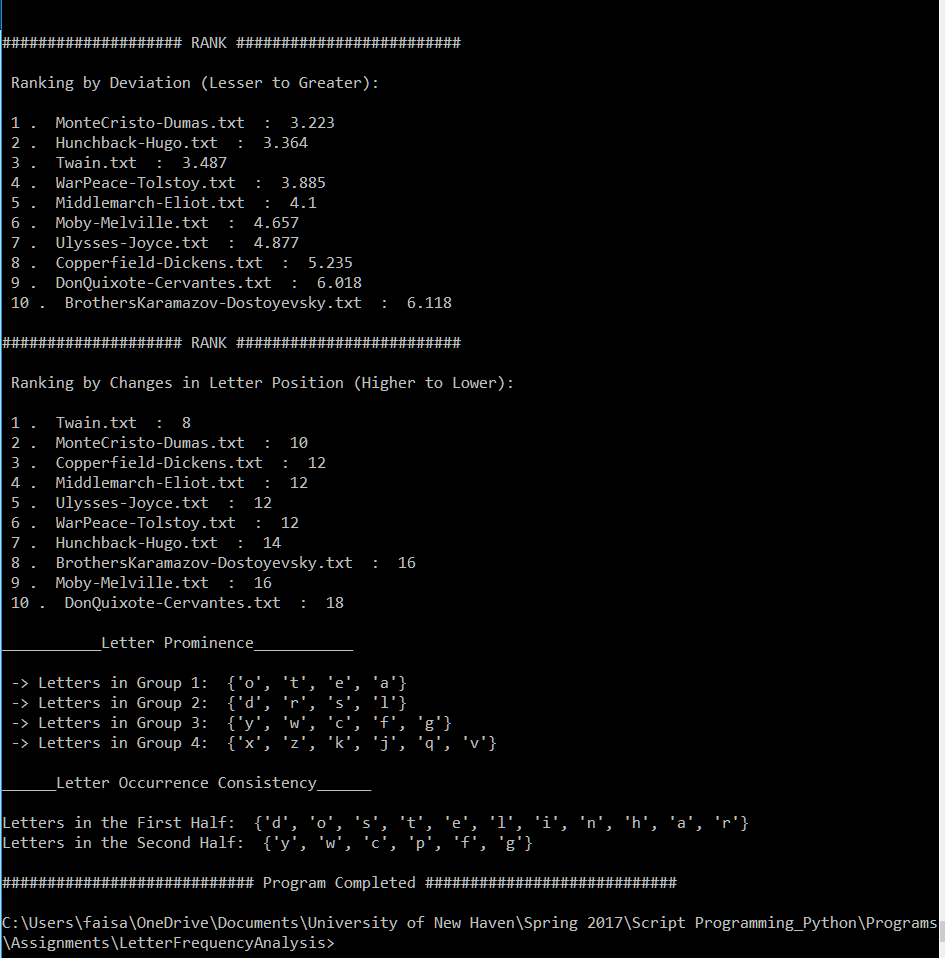 #################### RANK #########################
Ranking by Deviation (Lesser to Greater):
1 .  MonteCristo-Dumas.txt  :  3.223
2 .  Hunchback-Hugo.txt  :  3.364
3 .  Twain.txt  :  3.487
4 .  WarPeace-Tolstoy.txt  :  3.885
5 .  Middlemarch-Eliot.txt  :  4.1
6 .  Moby-Melville.txt  :  4.657
7 .  Ulysses-Joyce.txt  :  4.877
8 .  Copperfield-Dickens.txt  :  5.235
9 .  DonQuixote-Cervantes.txt  :  6.018
10 .  BrothersKaramazov-Dostoyevsky.txt  :  6.118
#################### RANK #########################
Ranking by Changes in Letter Position (Higher to Lower):
1 .  Twain.txt  :  8
2 .  MonteCristo-Dumas.txt  :  10
3 .  Copperfield-Dickens.txt  :  12
4 .  Middlemarch-Eliot.txt  :  12
5 .  Ulysses-Joyce.txt  :  12
6 .  WarPeace-Tolstoy.txt  :  12
7 .  Hunchback-Hugo.txt  :  14
8 .  BrothersKaramazov-Dostoyevsky.txt  :  16
9 .  Moby-Melville.txt  :  16
10 .  DonQuixote-Cervantes.txt  :  18
___________Letter Prominence___________
-> Letters in Group 1:  {'o', 't', 'e', 'a'}
-> Letters in Group 2:  {'d', 'r', 's', 'l'}
-> Letters in Group 3:  {'y', 'w', 'c', 'f', 'g'}
-> Letters in Group 4:  {'x', 'z', 'k', 'j', 'q', 'v'}
______Letter Occurrence Consistency______
Letters in the First Half:  {'d', 'o', 's', 't', 'e', 'l', 'i', 'n', 'h', 'a', 'r'}
Letters in the Second Half:  {'y', 'w', 'c', 'p', 'f', 'g'}
############################ Program Completed ############################
C:\Users\faisa\OneDrive\Documents\University of New Haven\Spring 2017\Script Programming_Python\Programs
\Assignments\LetterFrequencyAnalysis>